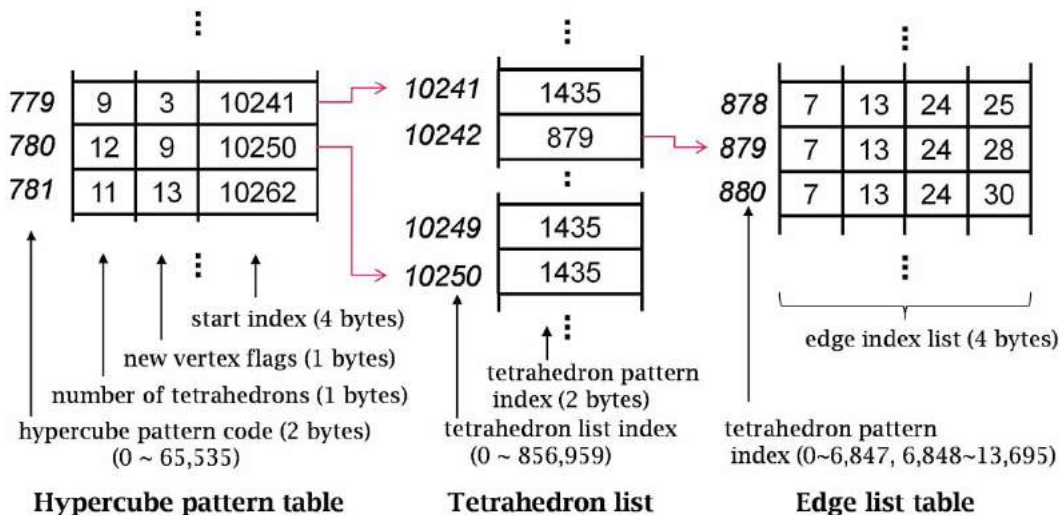 779 9 3 10241
780 12 9 10250
781 11 13 10262
start index (4 bytes)
new vertex flags (1 bytes)
number of tetrahedrons (1 bytes)
hypercube pattern code (2 bytes)
(0 ~ 65,535)
Hypercube pattern table
10241 1435
10242 879
10249 1435
10250 1435
tetrahedron pattern
index (2 bytes)
tetrahedron list index
(0 ~ 856,959)
Tetrahedron list
878 7 13 24 25
879 7 13 24 28
880 7 13 24 30
edge index list (4 bytes)
tetrahedron pattern
index (0~6,847, 6,848~13,695)
Edge list table